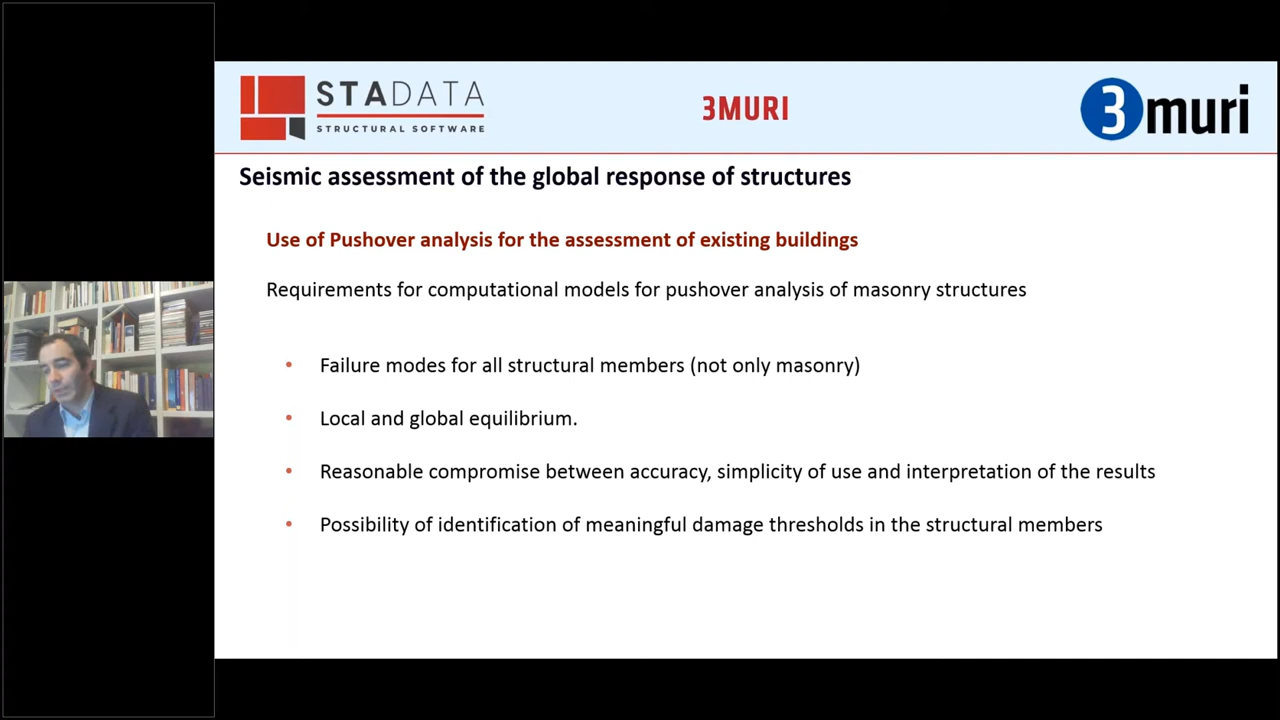 STADATA
STRUCTURAL SOFTWARE
3MURI
3muri
Seismic assessment of the global response of structures
Use of Pushover analysis for the assessment of existing buildings
Requirements for computational models for pushover analysis of masonry structures
• Failure modes for all structural members (not only masonry)
• Local and global equilibrium.
• Reasonable compromise between accuracy, simplicity of use and interpretation of the results
• Possibility of identification of meaningful damage thresholds in the structural members